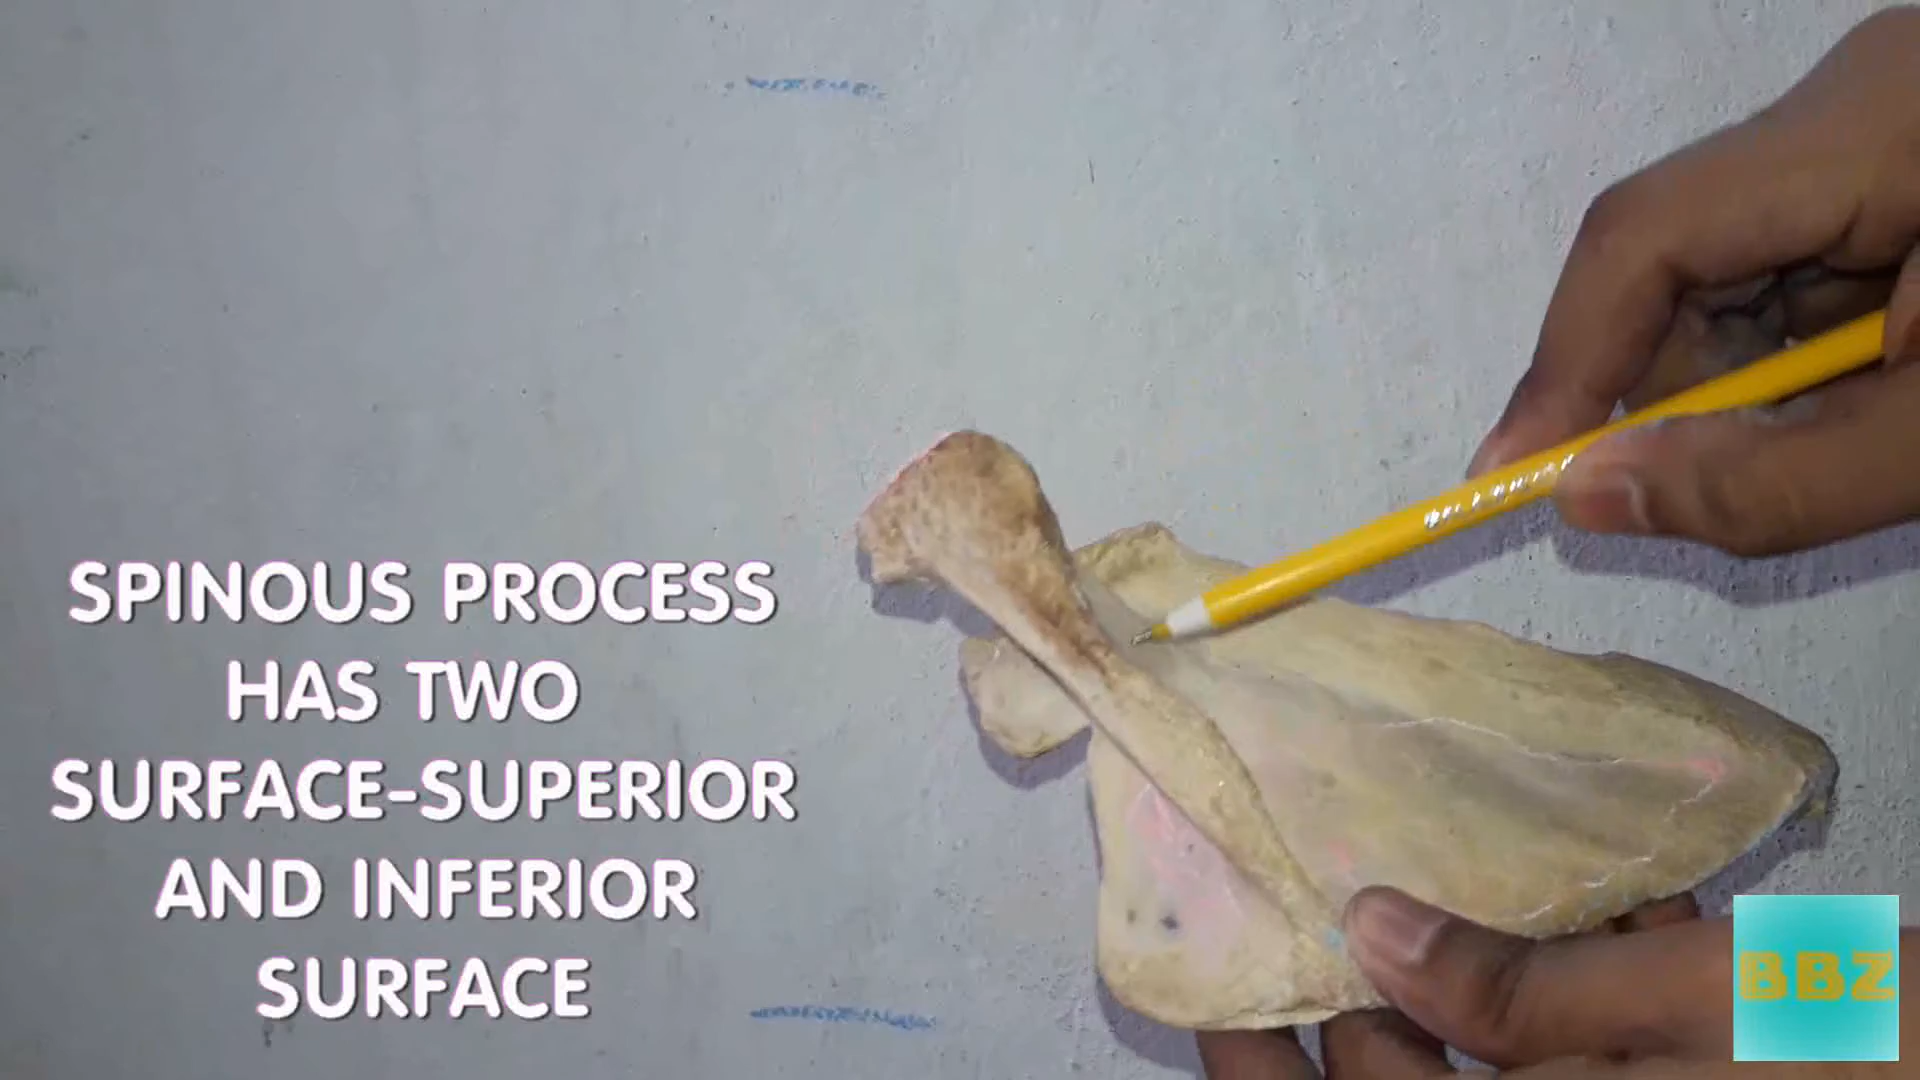 SPINOUS PROCESS
HAS TWO
SURFACE-SUPERIOR
AND INFERIOR
SURFACE
BBZ